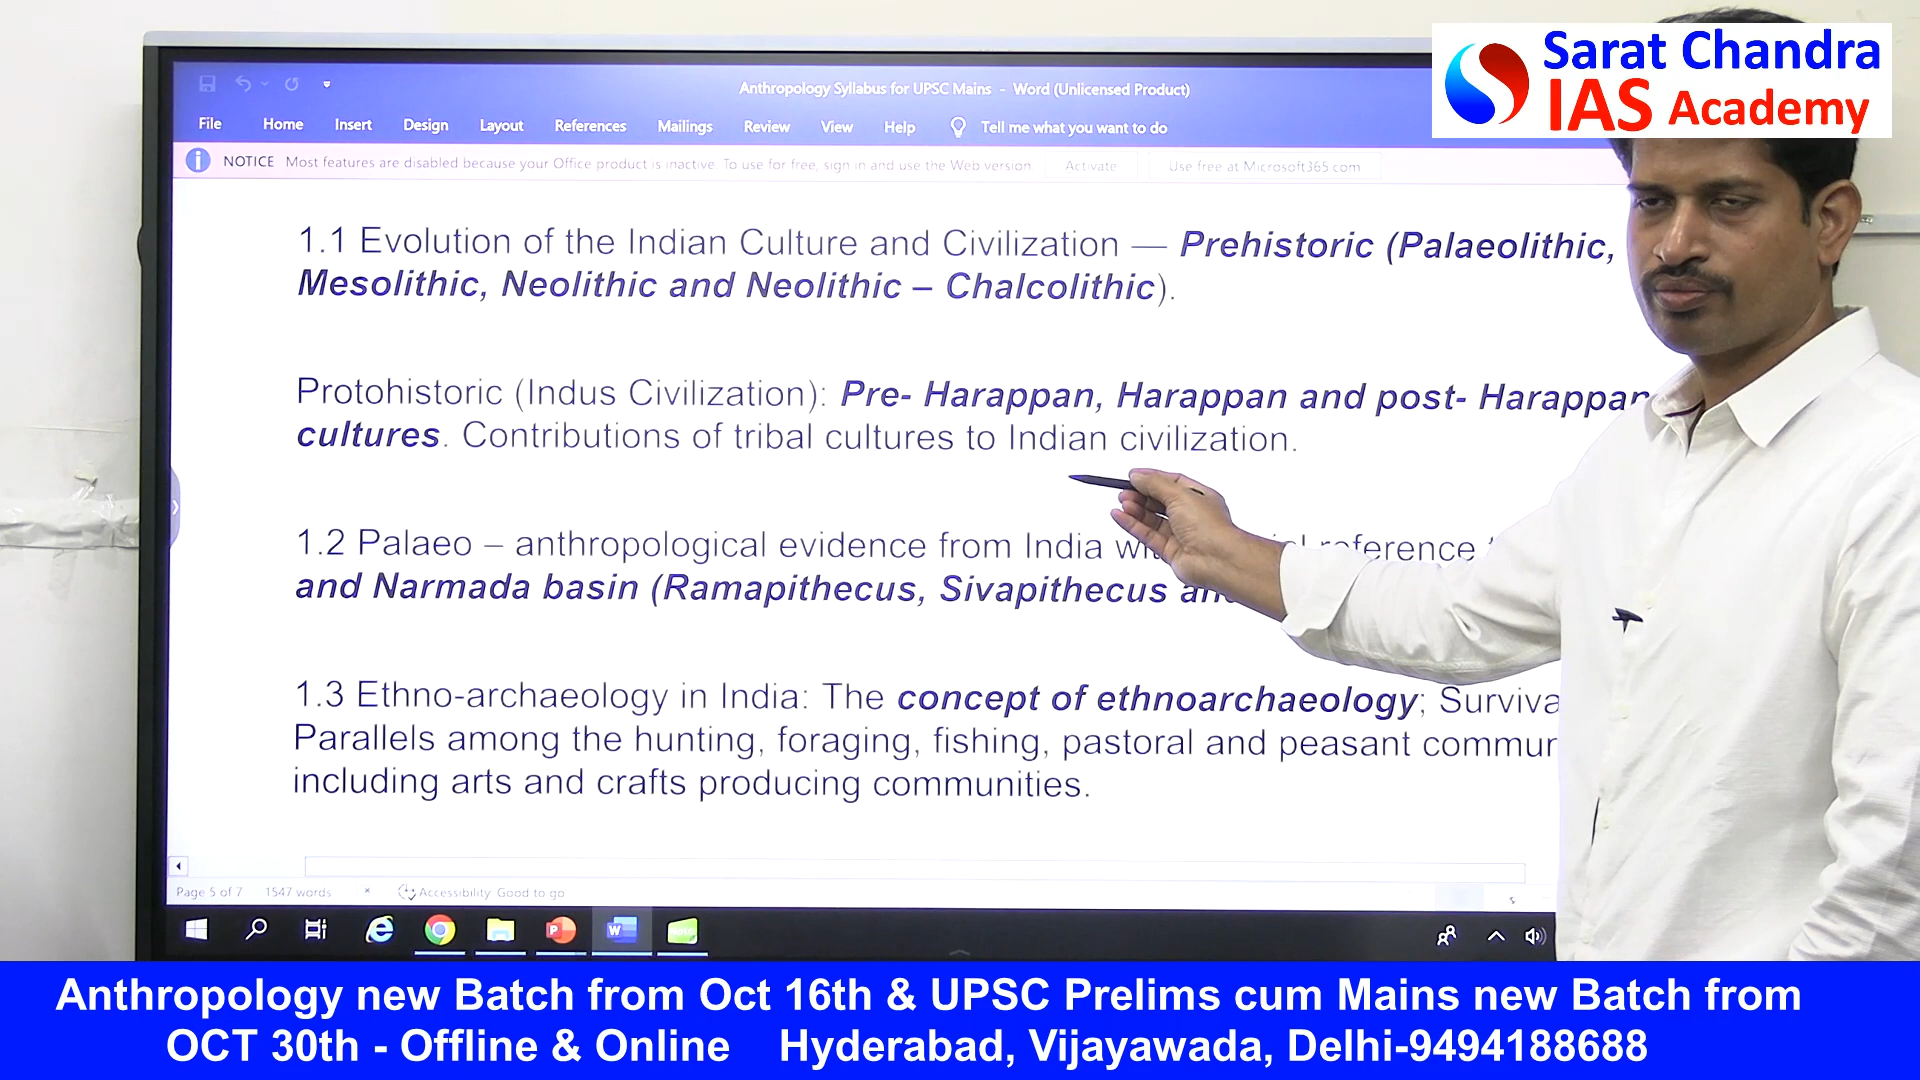 Sarat Chandra
IAS Academy
Anthropology Syllabus for UPSC Mains - Word (Unlicensed Product)
File Home Insert Design Layout References Mailings Review View Help Tell me what you want to do
NOTICE Most features are disabled because your Office product is inactive. To use for free, sign in and use the Web version Activate Use free at Microsoft365.com
1.1 Evolution of the Indian Culture and Civilization — Prehistoric (Palaeolithic,
Mesolithic, Neolithic and Neolithic – Chalcolithic).
Protohistoric (Indus Civilization): Pre- Harappan, Harappan and post- Harappan
cultures. Contributions of tribal cultures to Indian civilization.
1.2 Palaeo – anthropological evidence from India reference
and Narmada basin (Ramapithecus, Sivapithecus
1.3 Ethno-archaeology in India: The concept of ethnoarchaeology;
Parallels among the hunting, foraging, fishing, pastoral and peasant
including arts and crafts producing communities.
Page 5 of 7 1547 words Accessibility: Good to go
Anthropology new Batch from Oct 16th & UPSC Prelims cum Mains new Batch from
OCT 30th - Offline & Online Hyderabad, Vijayawada, Delhi-9494188688